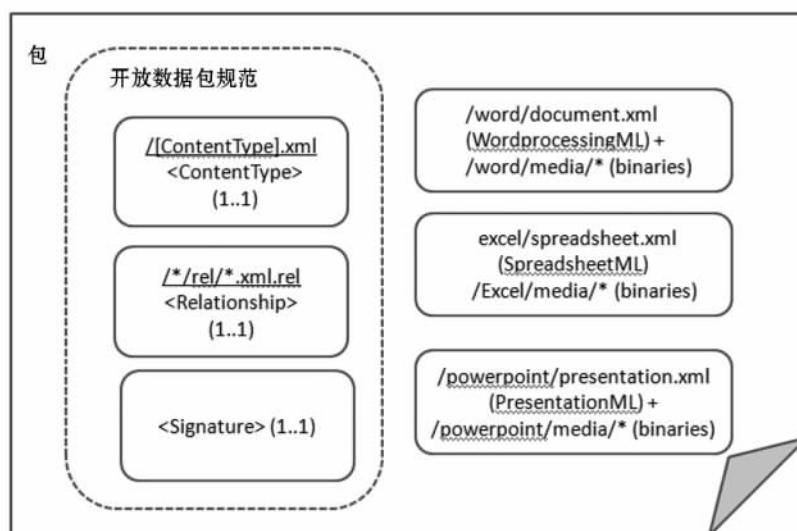 包
开放数据包规范
/[ContentType].xml
<ContentType>
(1..1)
/*/rel/*.xml.rel
<Relationship>
(1..1)
<Signature> (1..1)
/word/document.xml
(WordprocessingML) +
/word/media/* (binaries)
excel/spreadsheet.xml
(SpreadsheetML)
/Excel/media/* (binaries)
/powerpoint/presentation.xml
(PresentationML) +
/powerpoint/media/* (binaries)